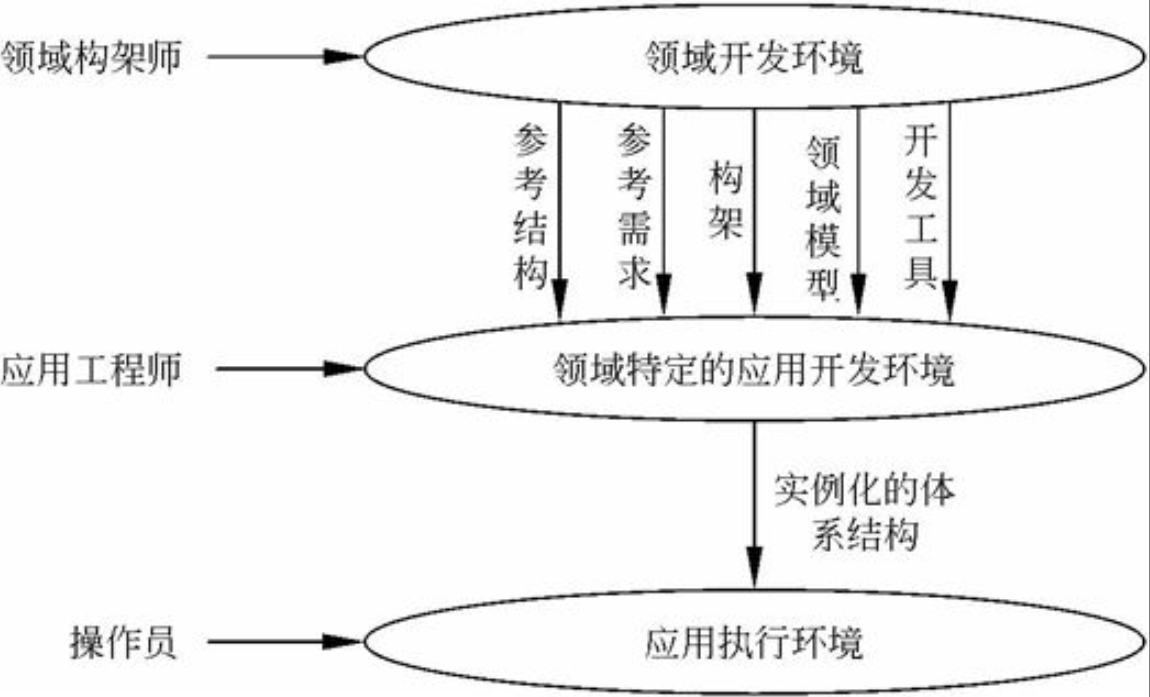 领域构架师
领域开发环境
参考结构
参考需求
构架
领域模型
开发工具
应用工程师
领域特定的应用开发环境
实例化的体
系结构
操作员
应用执行环境